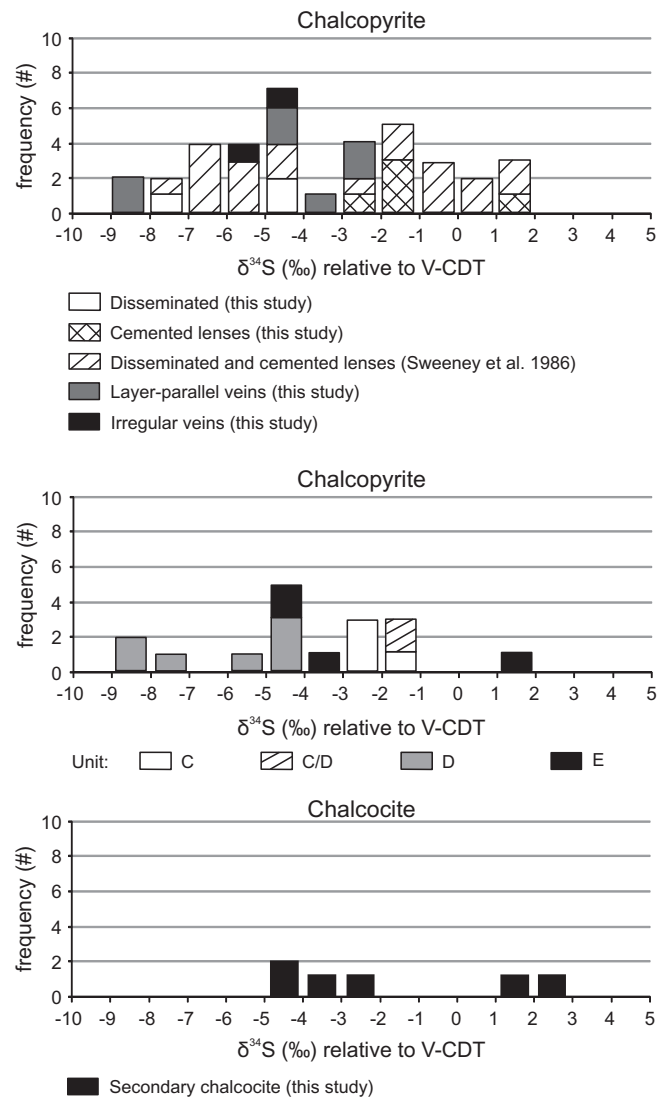 Chalcopyrite
frequency (#)
10
8
6
4
2
0
-10 -9 -8 -7 -6 -5 -4 -3 -2 -1 0 1 2 3 4 5
δ³⁴S (‰) relative to V-CDT
Disseminated (this study)
Cemented lenses (this study)
Disseminated and cemented lenses (Sweeney et al. 1986)
Layer-parallel veins (this study)
Irregular veins (this study)
Chalcopyrite
frequency (#)
10
8
6
4
2
0
-10 -9 -8 -7 -6 -5 -4 -3 -2 -1 0 1 2 3 4 5
δ³⁴S (‰) relative to V-CDT
Unit: C C/D D E
Chalcocite
frequency (#)
10
8
6
4
2
0
-10 -9 -8 -7 -6 -5 -4 -3 -2 -1 0 1 2 3 4 5
δ³⁴S (‰) relative to V-CDT
Secondary chalcocite (this study)